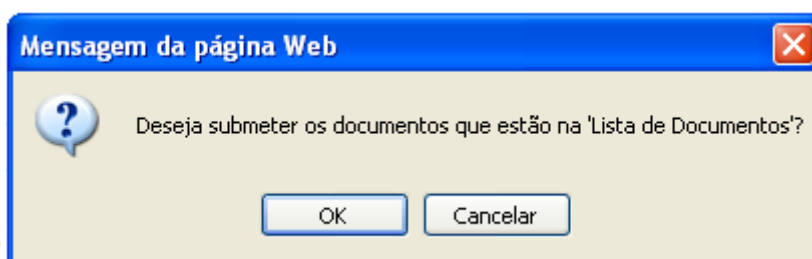 Mensagem da página Web
Deseja submeter os documentos que estão na 'Lista de Documentos'?
OK
Cancelar